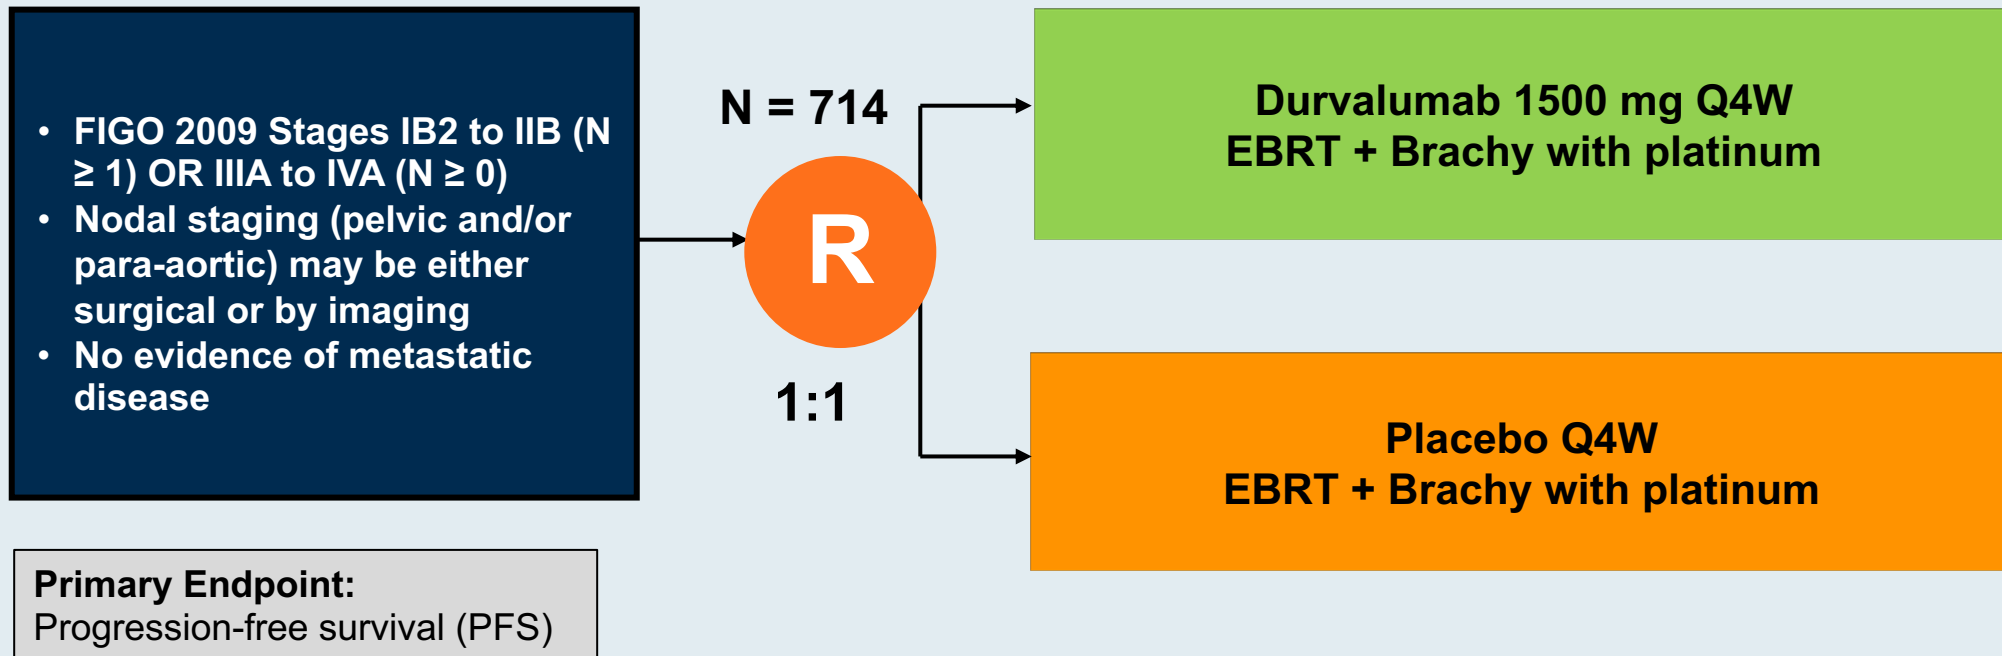 • FIGO 2009 Stages IB2 to IIB (N
≥ 1) OR IIIA to IVA (N ≥ 0)
• Nodal staging (pelvic and/or
para-aortic) may be either
surgical or by imaging
• No evidence of metastatic
disease
N = 714
R
1:1
Durvalumab 1500 mg Q4W
EBRT + Brachy with platinum
Placebo Q4W
EBRT + Brachy with platinum
Primary Endpoint:
Progression-free survival (PFS)